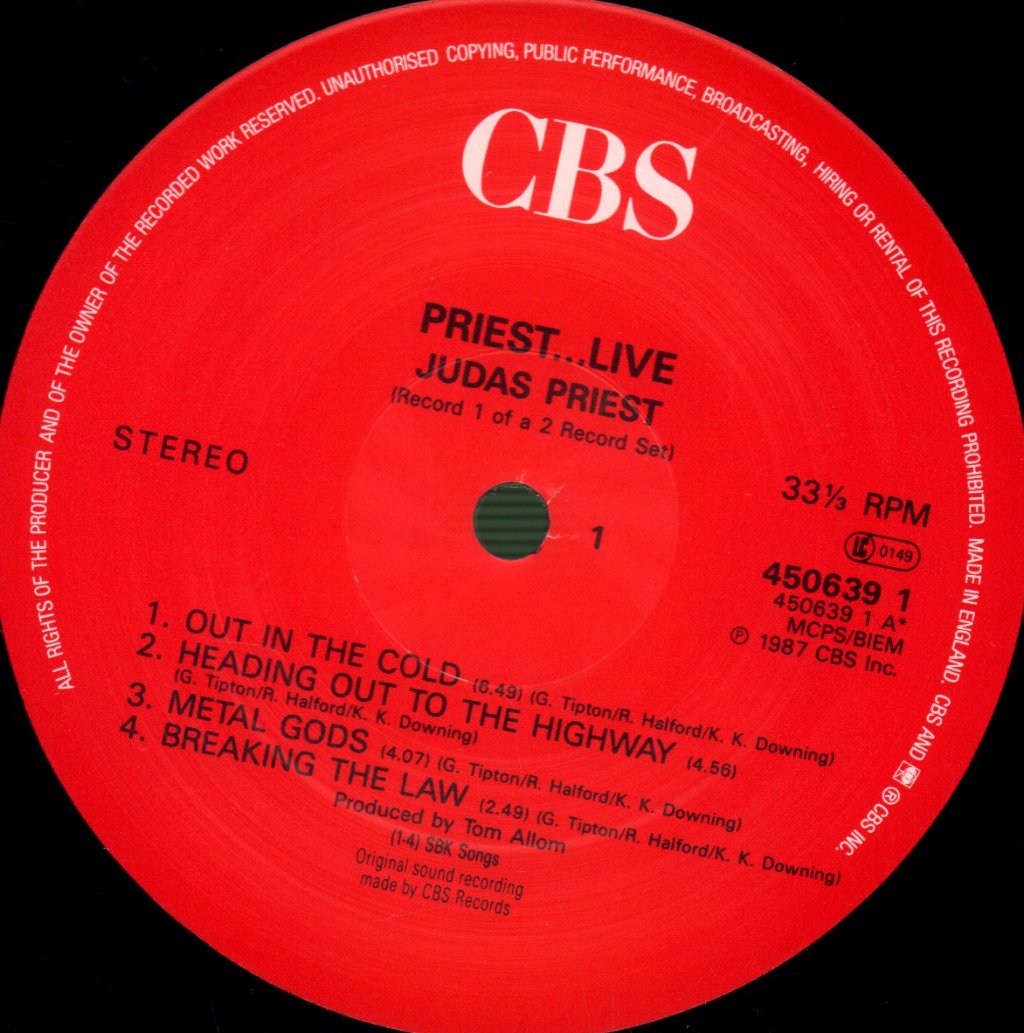 ALL RIGHTS OF THE PRODUCER AND OF THE OWNER OF THE RECORDED WORK RESERVED. UNAUTHORISED COPYING, PUBLIC PERFORMANCE, BROADCASTING, HIRING OR RENTAL OF THIS RECORDING PROHIBITED. MADE IN ENGLAND. CBS AND ® CBS INC.
CBS
PRIEST...LIVE
JUDAS PRIEST
(Record 1 of a 2 Record Set)
STEREO
33⅓ RPM
1
LC 0149
450639 1
450639 1 A*
MCPS/BIEM
℗ 1987 CBS Inc.
1. OUT IN THE COLD (6.49) (G. Tipton/R. Halford/K. K. Downing)
2. HEADING OUT TO THE HIGHWAY (4.56)
(G. Tipton/R. Halford/K. K. Downing)
3. METAL GODS (4.07) (G. Tipton/R. Halford/K. K. Downing)
4. BREAKING THE LAW (2.49) (G. Tipton/R. Halford/K. K. Downing)
Produced by Tom Allom
(1-4) SBK Songs
Original sound recording
made by CBS Records